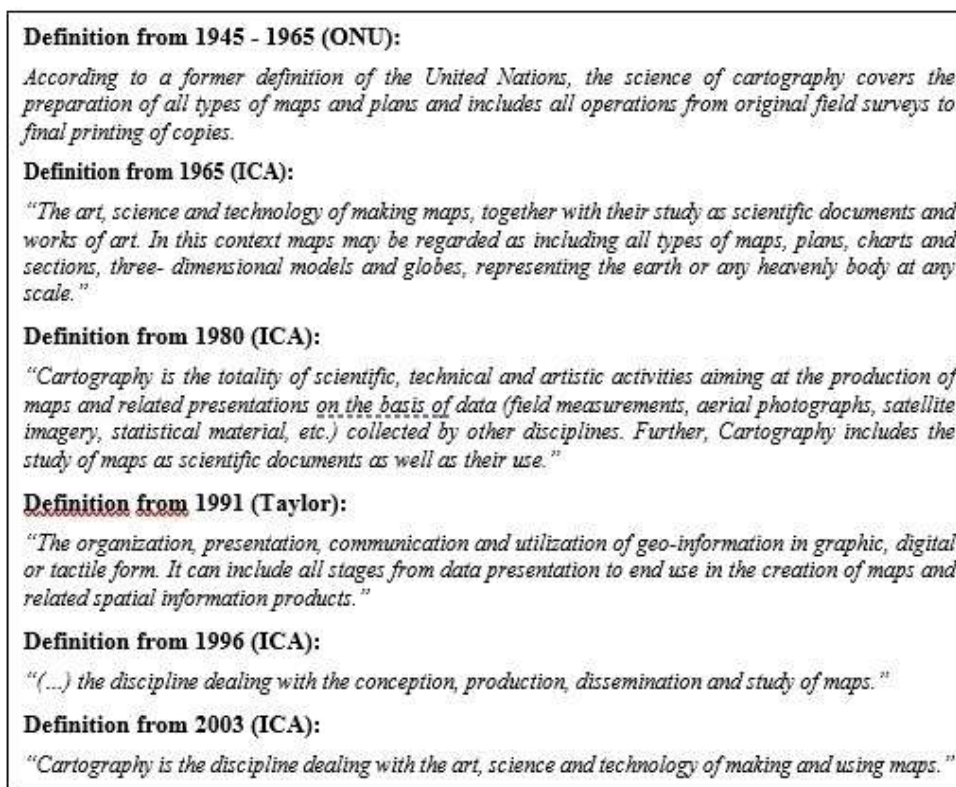 Definition from 1945 - 1965 (ONU):
According to a former definition of the United Nations, the science of cartography covers the
preparation of all types of maps and plans and includes all operations from original field surveys to
final printing of copies.
Definition from 1965 (ICA):
“The art, science and technology of making maps, together with their study as scientific documents and
works of art. In this context maps may be regarded as including all types of maps, plans, charts and
sections, three- dimensional models and globes, representing the earth or any heavenly body at any
scale.”
Definition from 1980 (ICA):
“Cartography is the totality of scientific, technical and artistic activities aiming at the production of
maps and related presentations on the basis of data (field measurements, aerial photographs, satellite
imagery, statistical material, etc.) collected by other disciplines. Further, Cartography includes the
study of maps as scientific documents as well as their use.”
Definition from 1991 (Taylor):
“The organization, presentation, communication and utilization of geo-information in graphic, digital
or tactile form. It can include all stages from data presentation to end use in the creation of maps and
related spatial information products.”
Definition from 1996 (ICA):
“(...) the discipline dealing with the conception, production, dissemination and study of maps.”
Definition from 2003 (ICA):
“Cartography is the discipline dealing with the art, science and technology of making and using maps.”